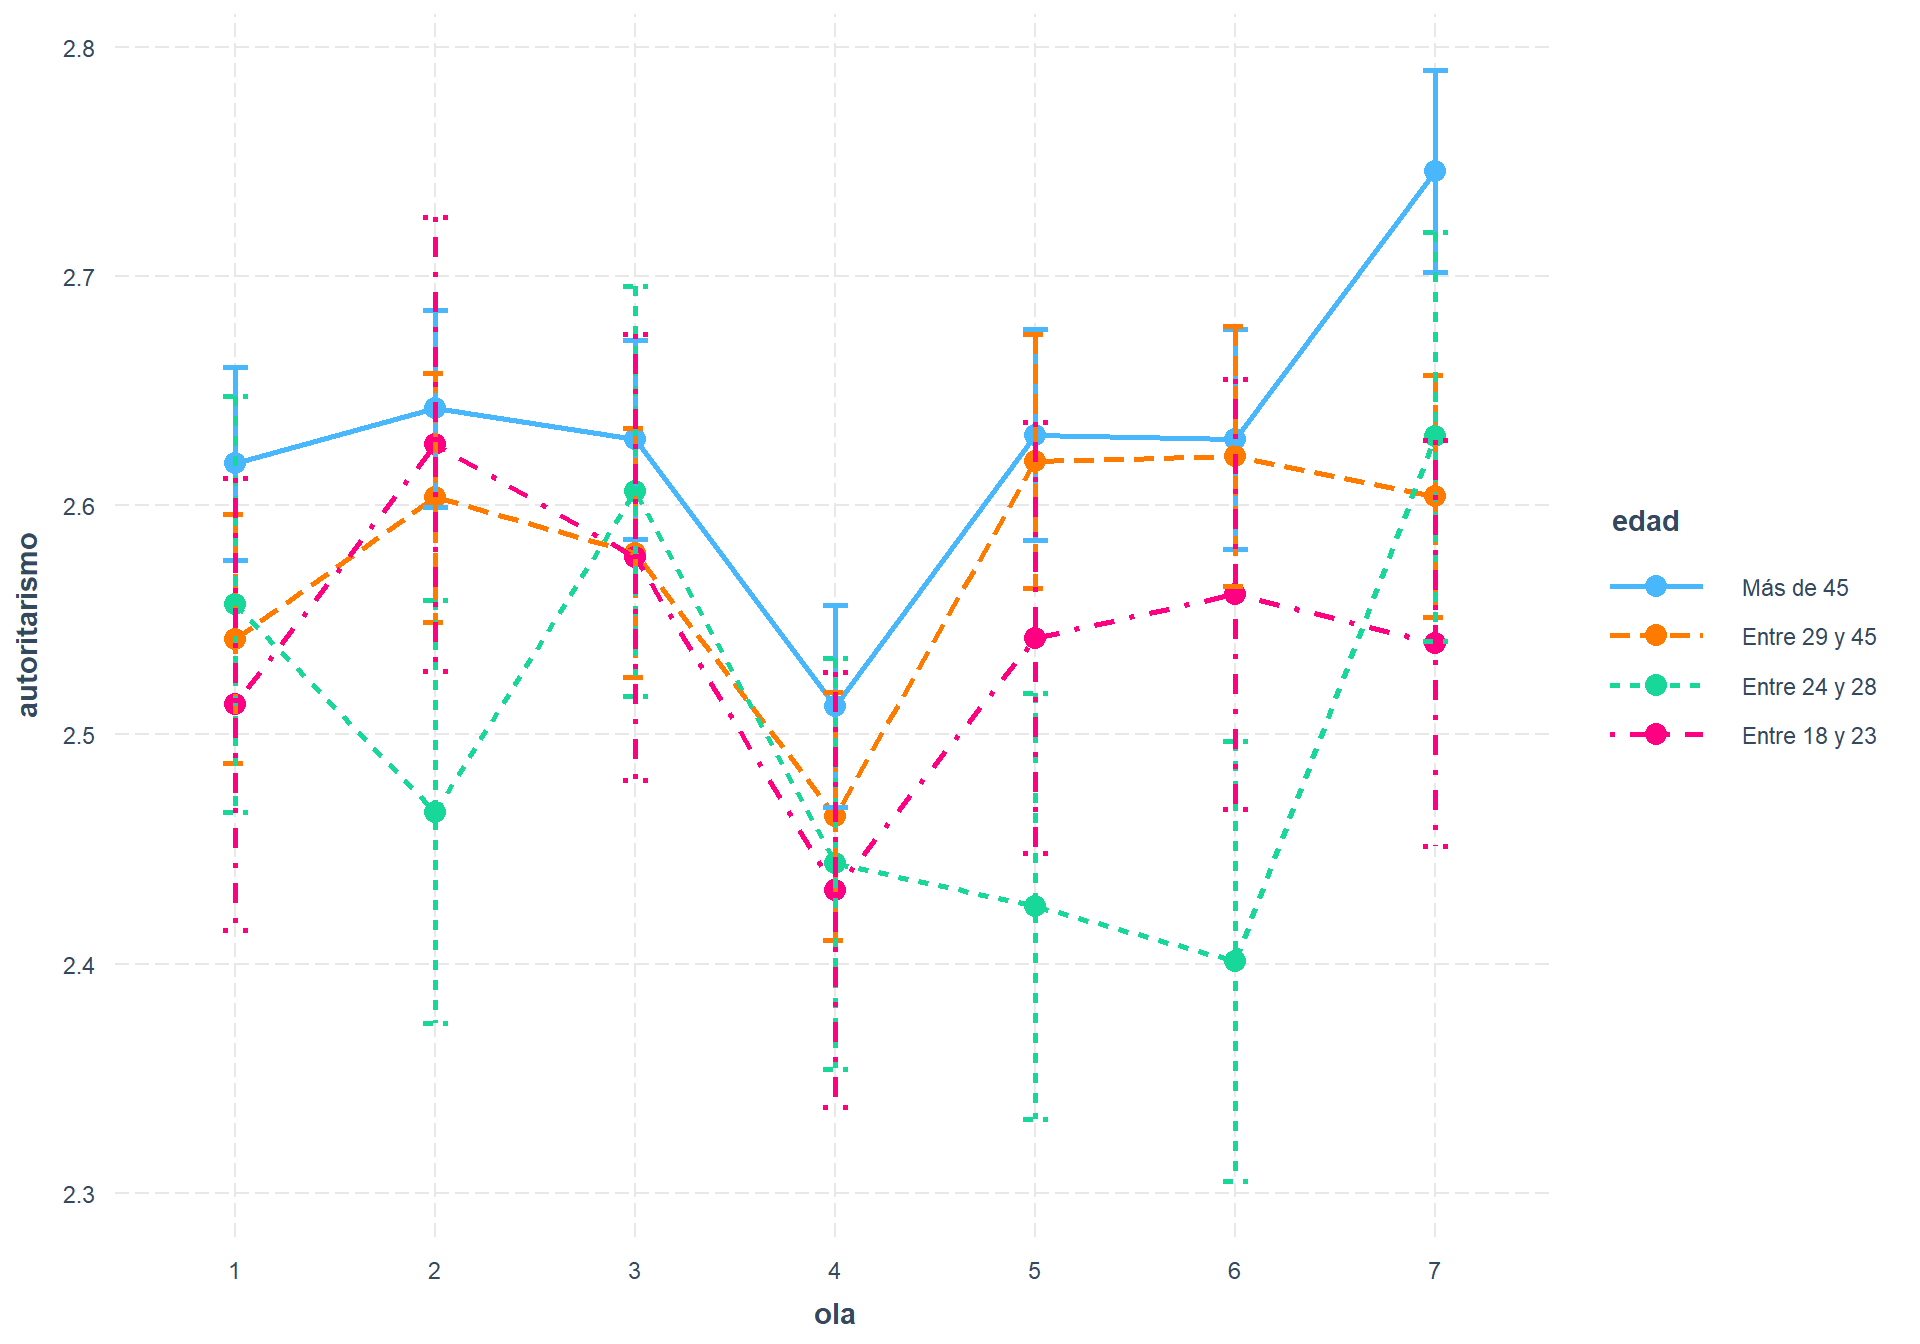 2.8
2.7
2.6
2.5
2.4
2.3
autoritarismo
1 2 3 4 5 6 7
ola
edad
Más de 45
Entre 29 y 45
Entre 24 y 28
Entre 18 y 23